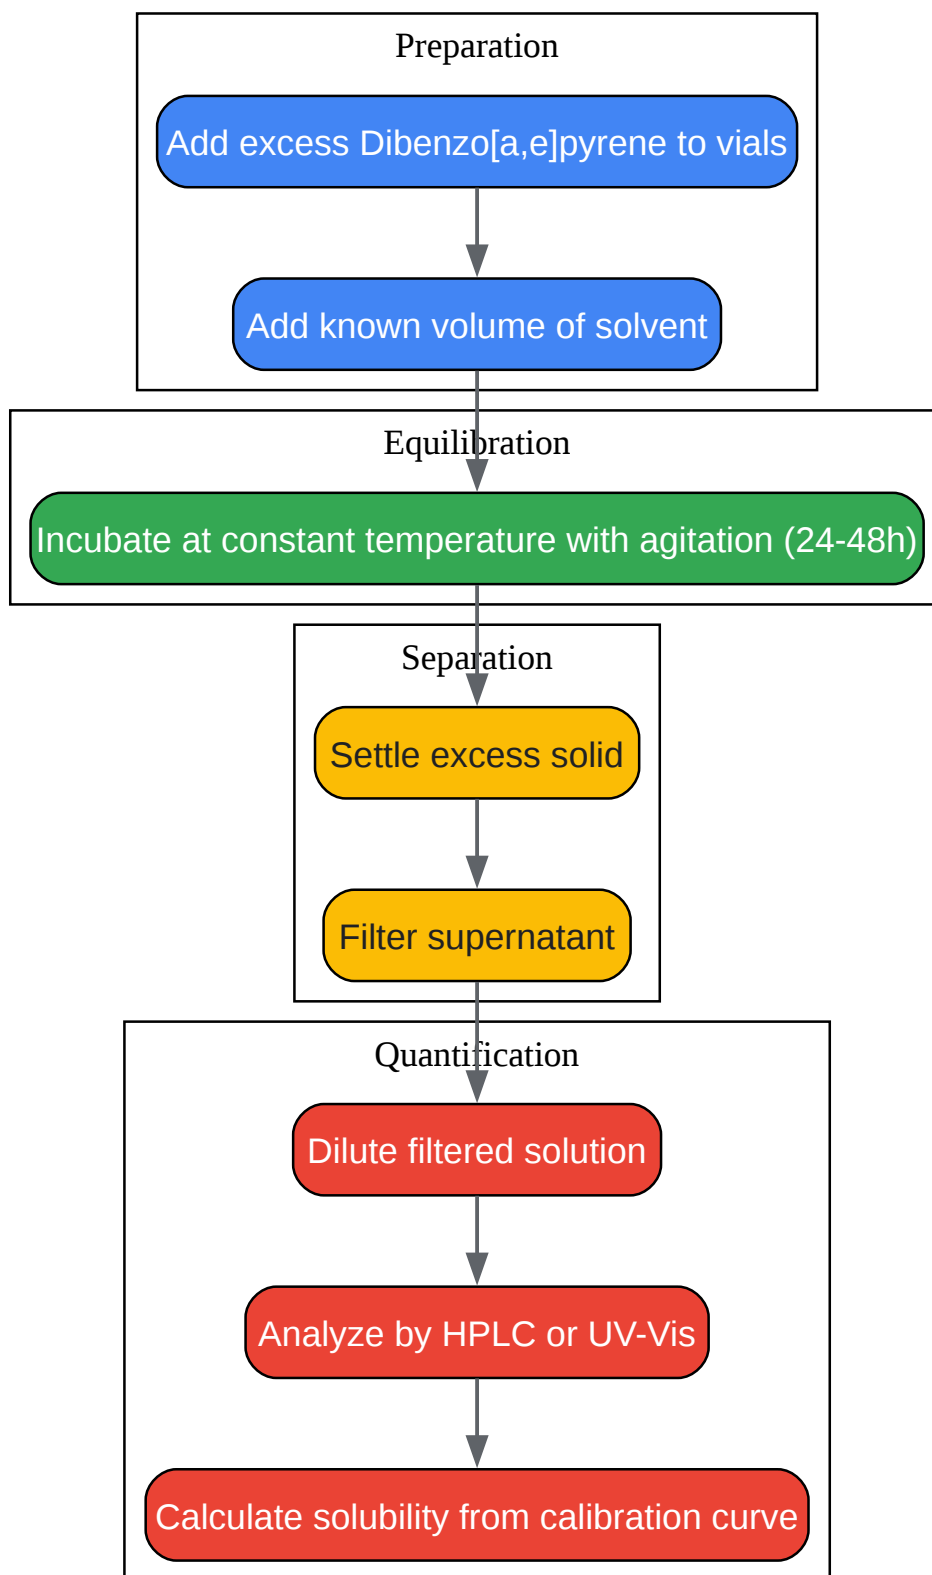 Preparation
Add excess Dibenzo[a,e]pyrene to vials
Add known volume of solvent
Equilibration
Incubate at constant temperature with agitation (24-48h)
Separation
Settle excess solid
Filter supernatant
Quantification
Dilute filtered solution
Analyze by HPLC or UV-Vis
Calculate solubility from calibration curve